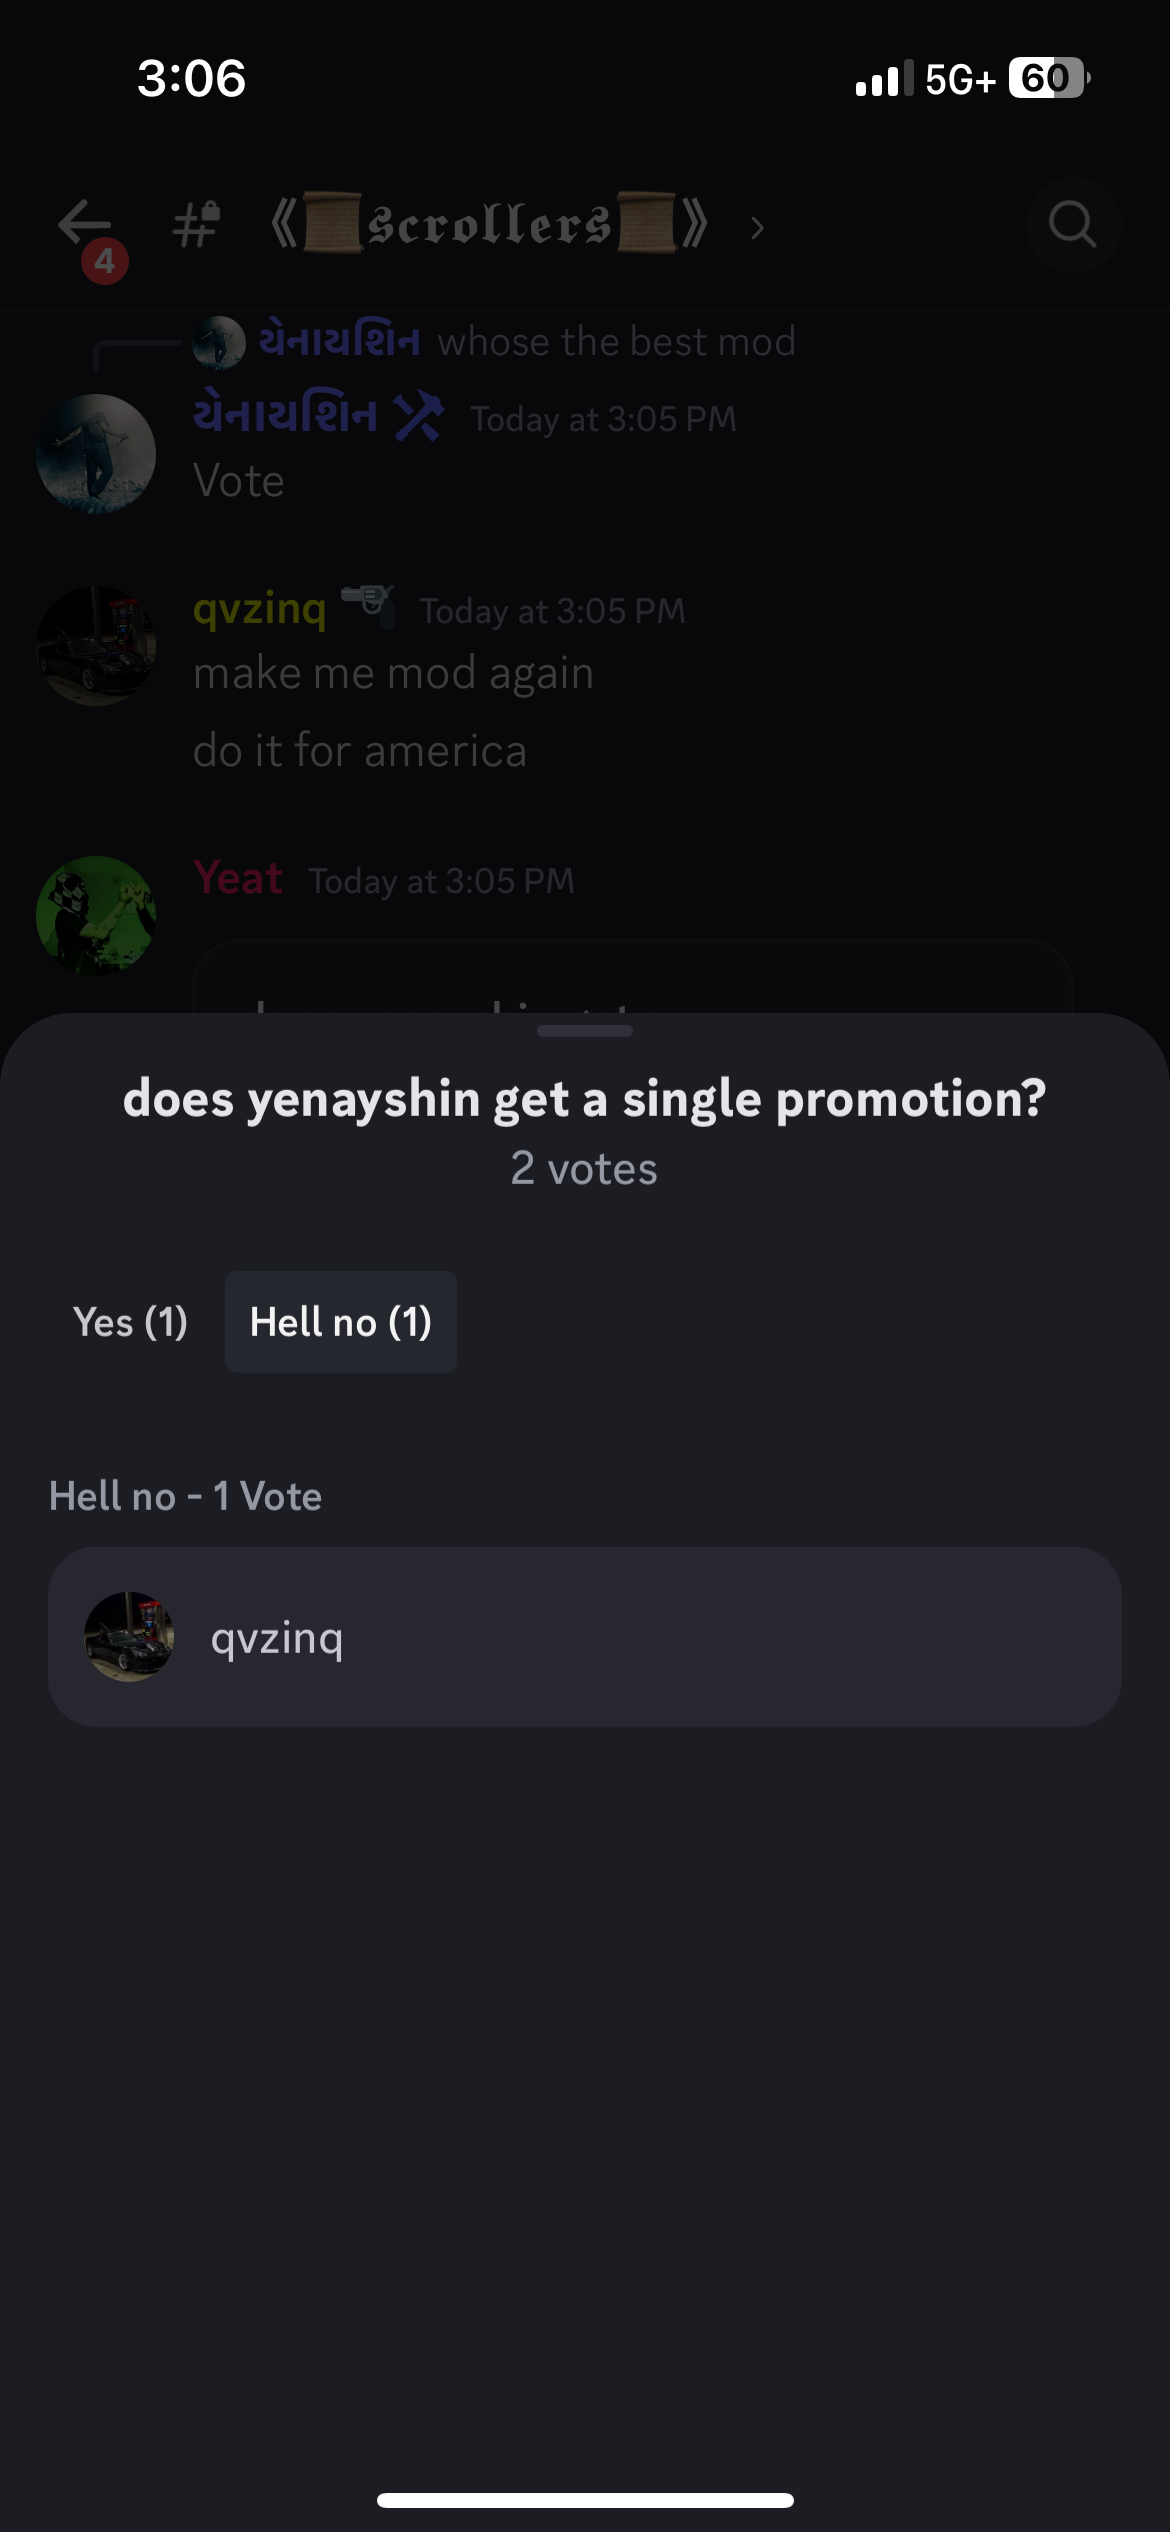 3:06
5G+ 60
# 《📜𝖘𝖈𝖗𝖔𝖑𝖑𝖊𝖗𝖘📜》 ›
4
યેનાયશિન whose the best mod
યેનાયશિન Today at 3:05 PM
Vote
qvzinq 🔫 Today at 3:05 PM
make me mod again
do it for america
Yeat Today at 3:05 PM
does yenayshin get a single promotion?
2 votes
Yes (1) Hell no (1)
Hell no - 1 Vote
qvzinq